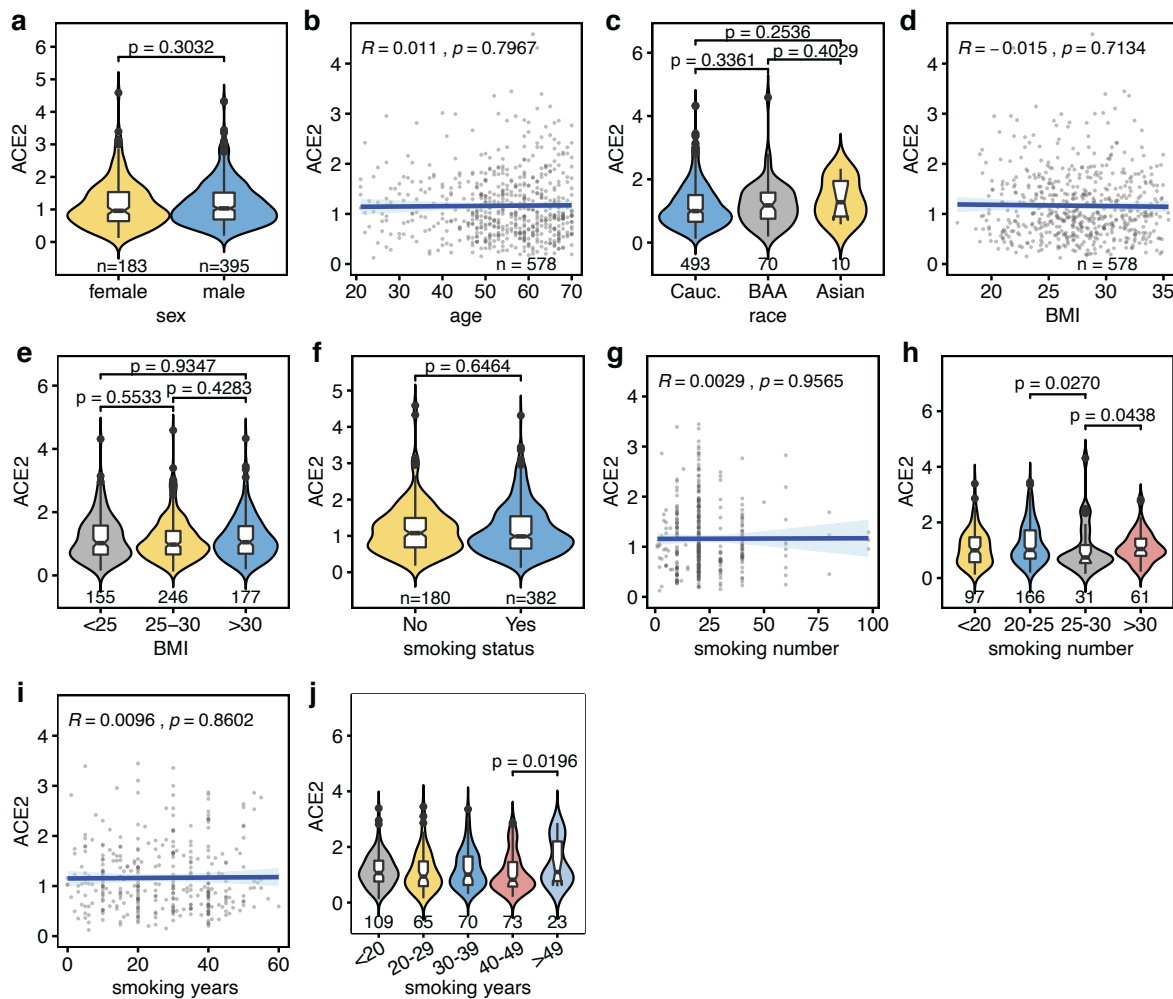 a
p = 0.3032
ACE2
6
5
4
3
2
1
0
n=183
n=395
female
male
sex
b
R = 0.011 , p = 0.7967
ACE2
4
3
2
1
0
n = 578
20
30
40
50
60
70
age
c
p = 0.2536
p = 0.3361
p = 0.4029
ACE2
6
4
2
0
493
70
10
Cauc.
BAA
Asian
race
d
R = −0.015 , p = 0.7134
ACE2
4
3
2
1
0
n = 578
20
25
30
35
BMI
e
p = 0.9347
p = 0.5533
p = 0.4283
ACE2
6
4
2
0
155
246
177
<25
25−30
>30
BMI
f
p = 0.6464
ACE2
5
4
3
2
1
0
n=180
n=382
No
Yes
smoking status
g
R = 0.0029 , p = 0.9565
ACE2
4
3
2
1
0
0
25
50
75
100
smoking number
h
p = 0.0270
p = 0.0438
ACE2
6
4
2
0
97
166
31
61
<20
20-25
25-30
>30
smoking number
i
R = 0.0096 , p = 0.8602
ACE2
4
3
2
1
0
0
20
40
60
smoking years
j
p = 0.0196
ACE2
6
4
2
0
109
65
70
73
23
<20
20-29
30-39
40-49
>49
smoking years